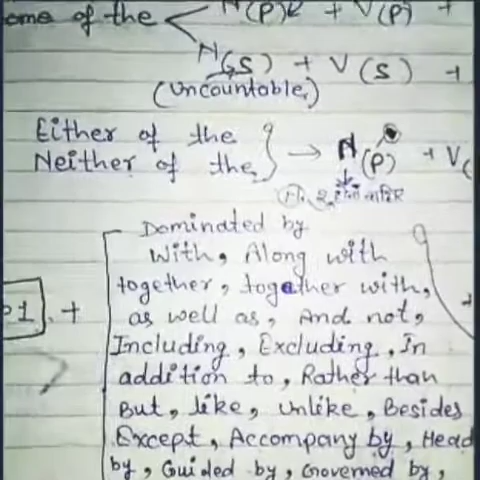 ome of the N(P)
+ V(P) +
N(S) + V(S) +
(Uncountable)
Either of the
Neither of the → N(P) + V(
Dominated by
With, Along with
together, together with,
as well as, And not,
Including, Excluding, In
addition to, Rather than
But, like, unlike, Besides
Except, Accompany by, Head
by, Guided by, Governed by,
1 +